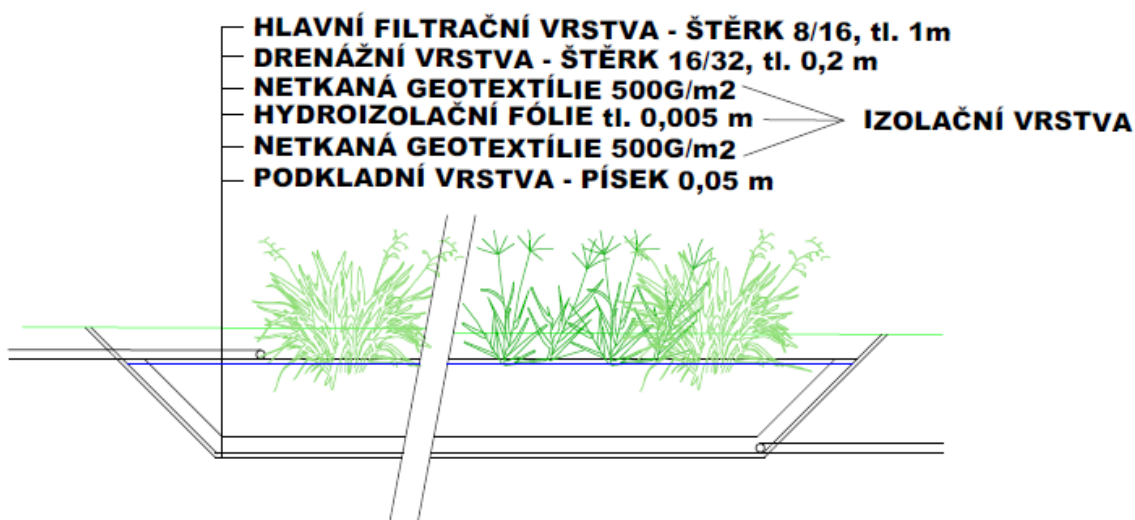 HLAVNÍ FILTRAČNÍ VRSTVA - ŠTĚRK 8/16, tl. 1m
DRENÁŽNÍ VRSTVA - ŠTĚRK 16/32, tl. 0,2 m
NETKANÁ GEOTEXTÍLIE 500G/m2
HYDROIZOLAČNÍ FÓLIE tl. 0,005 m
IZOLAČNÍ VRSTVA
NETKANÁ GEOTEXTÍLIE 500G/m2
PODKLADNÍ VRSTVA - PÍSEK 0,05 m